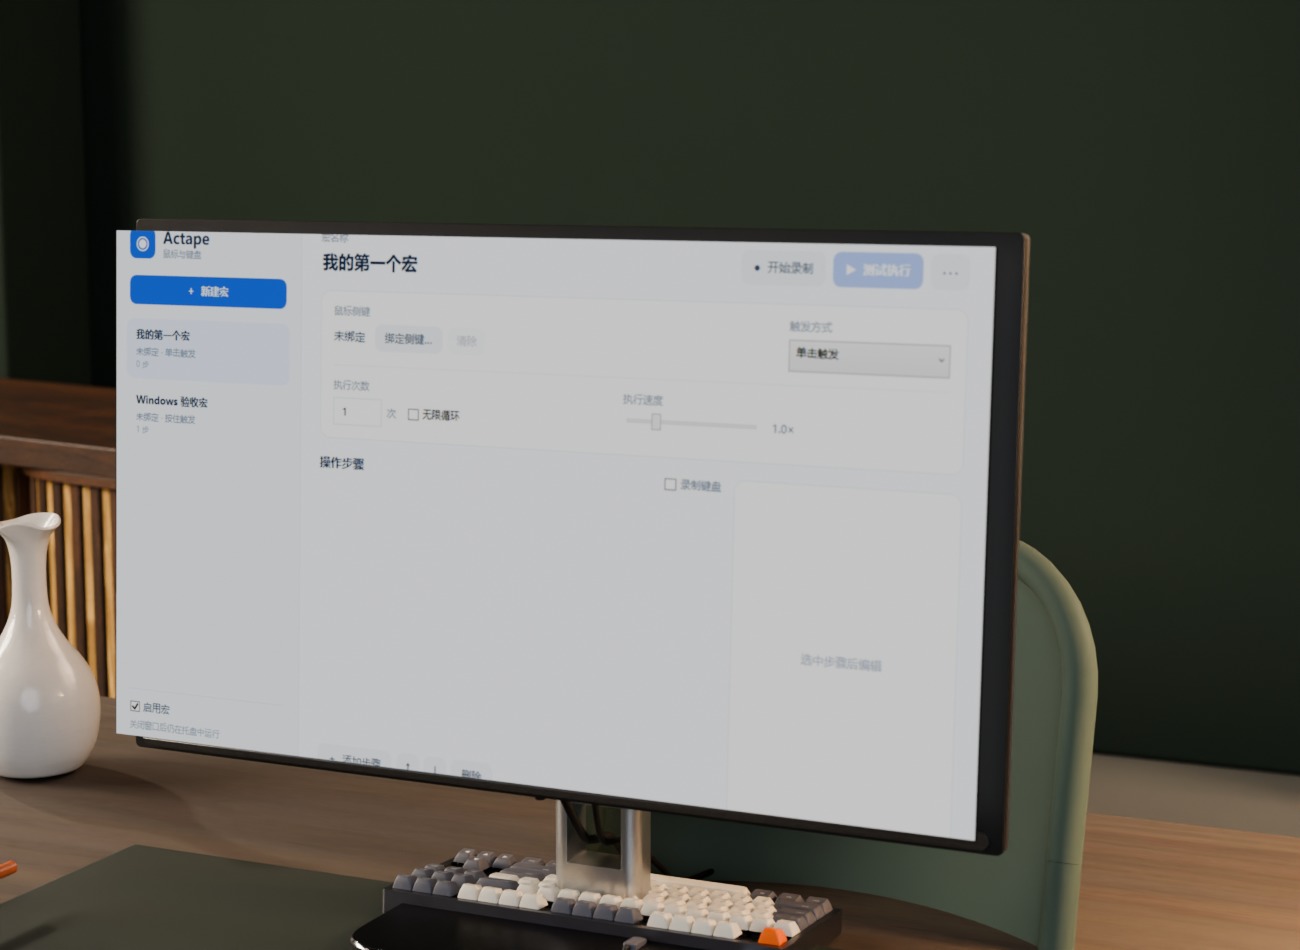 Actape
鼠标与键盘
+ 新建宏
我的第一个宏
未绑定 · 单击触发
0 步
Windows 验收宏
未绑定 · 按住触发
1 步
启用宏
关闭窗口后仍在托盘中运行
宏名称
我的第一个宏
● 开始录制
▶ 测试执行
...
鼠标侧键
未绑定
绑定侧键...
清除
触发方式
单击触发
执行次数
1
次
无限循环
执行速度
1.0×
操作步骤
录制键盘
选中步骤后编辑
+ 添加步骤
↑
↓
删除